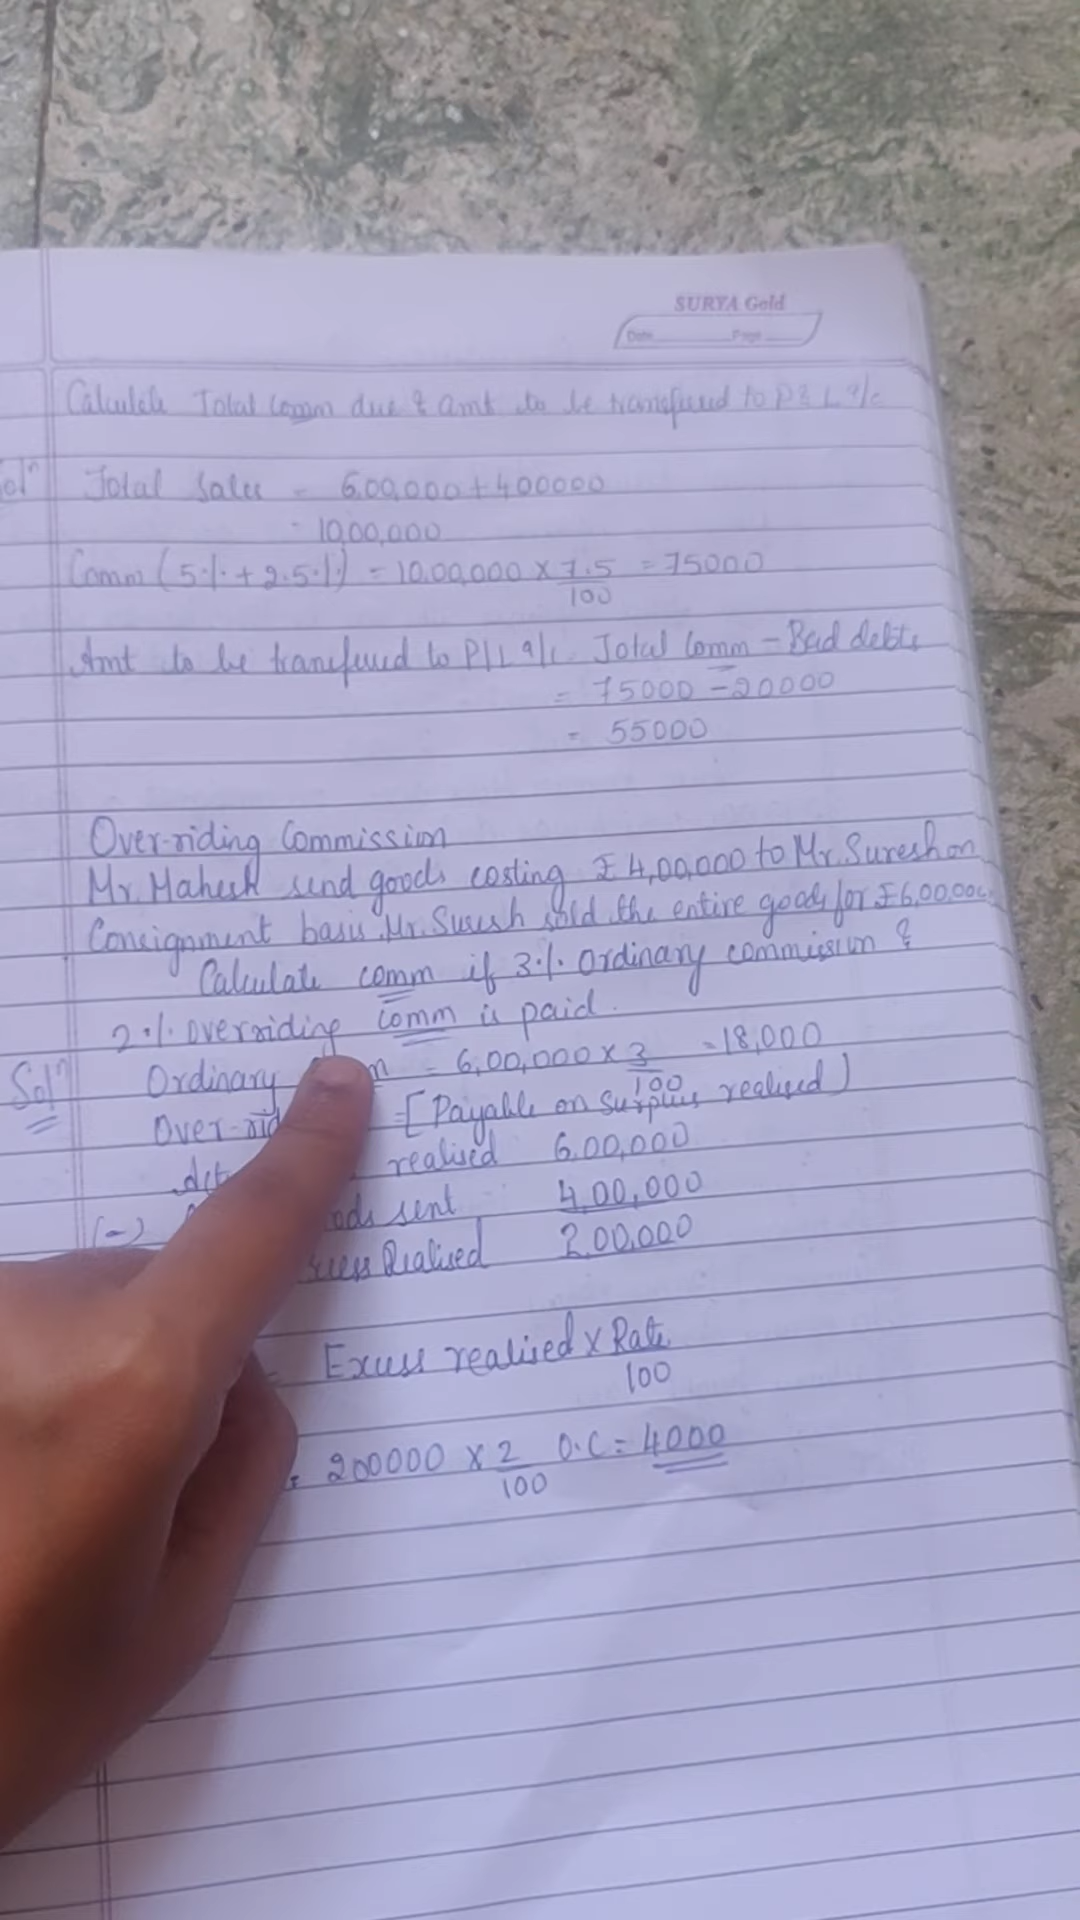 SURYA Gold
Date Page
Calculate Total Comm due & Amt to be transfered to P & L a/c
Solⁿ Total Sales = 6,00,000 + 400000
= 10,00,000
Comm (5% + 2.5%) = 10,00,000 × 7.5/100 = 75000
Amt to be transfered to P/L a/c = Total Comm - Bad debts
= 75000 - 20000
= 55000
Over-riding Commission
Mr. Mahesh send goods costing ₹ 4,00,000 to Mr. Suresh on
Consignment basis, Mr. Suresh sold the entire goods for ₹ 6,00,000.
Calculate comm if 3% Ordinary commission &
2% overriding comm is paid.
Solⁿ Ordinary = 6,00,000 × 3/100 = 18,000
Over-rid = [Payable on surplus realised)
realised 6,00,000
(-) sent 4,00,000
Realised 2,00,000
= Excess realised × Rate/100
= 200000 × 2/100 O.C = 4000